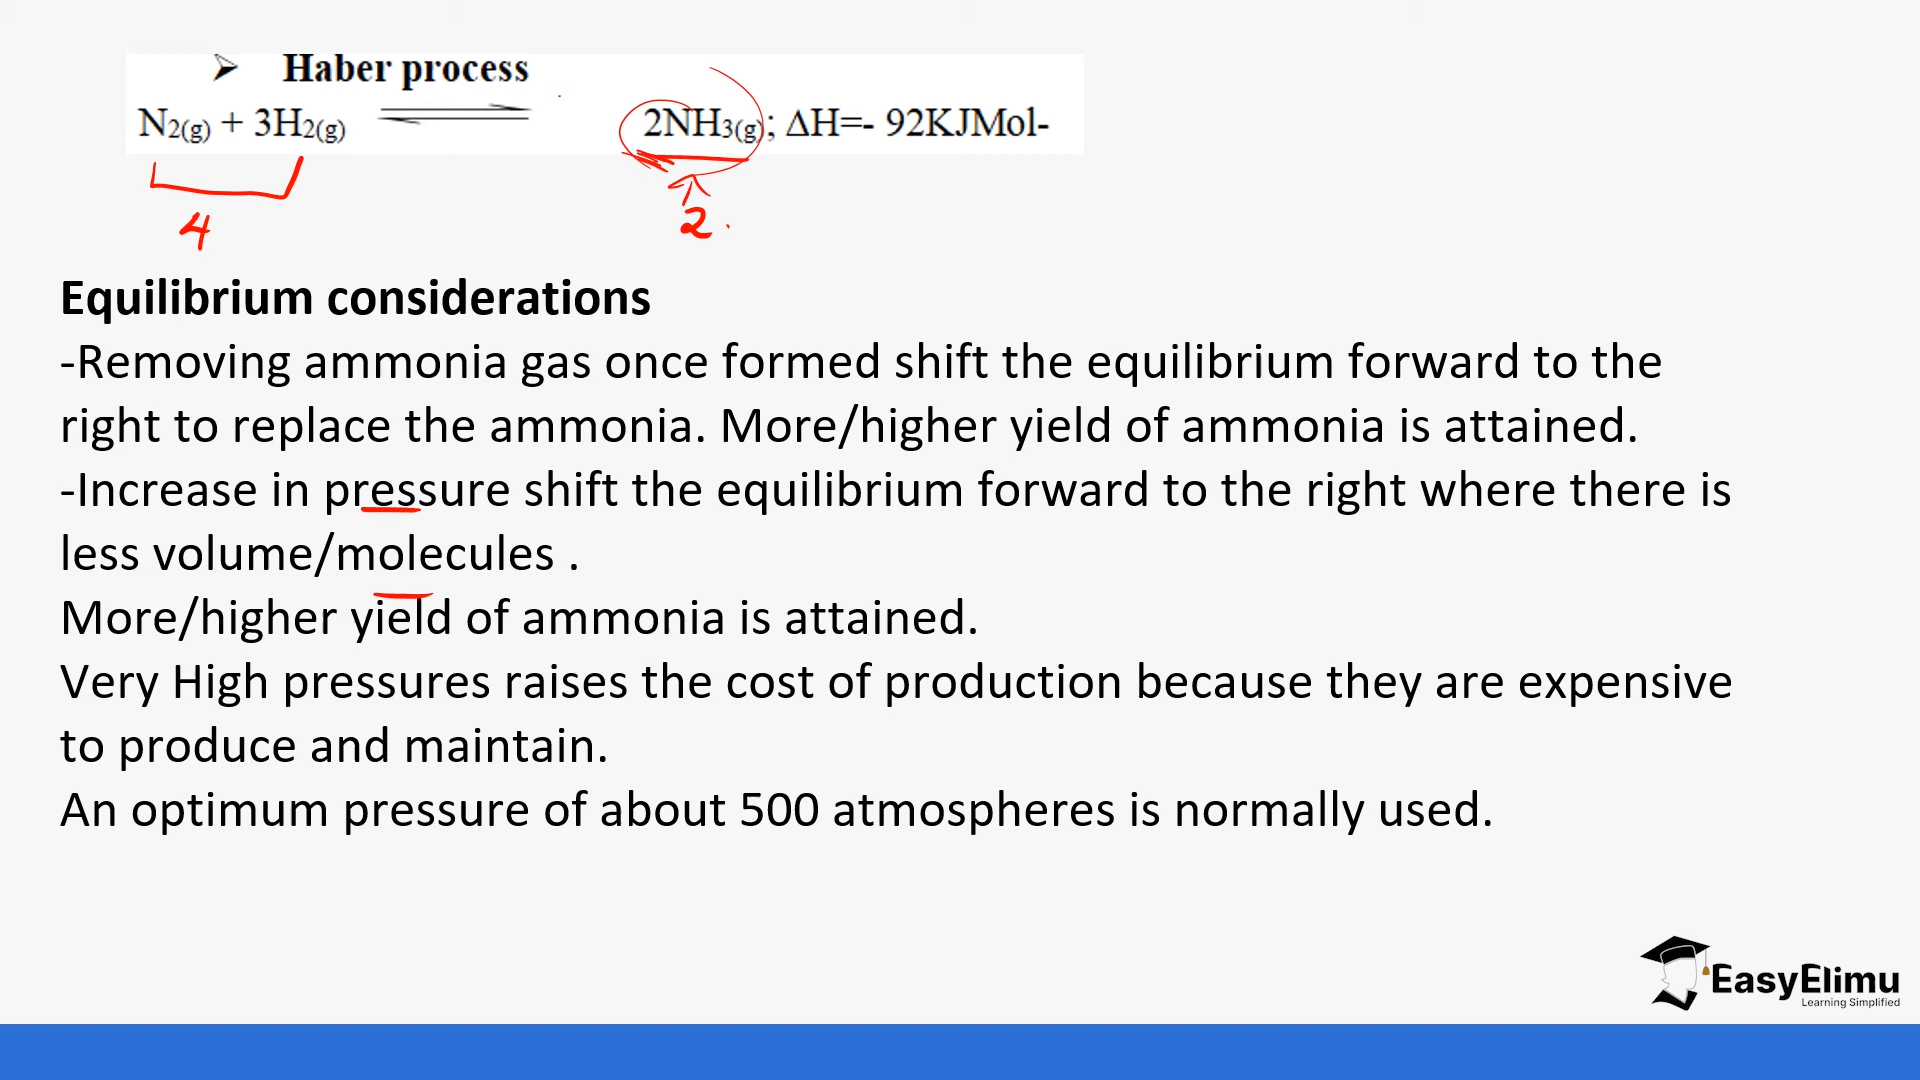 ➢ Haber process
N2(g) + 3H2(g) ⇌ 2NH3(g); ΔH=- 92KJMol-
4
2
Equilibrium considerations
-Removing ammonia gas once formed shift the equilibrium forward to the
right to replace the ammonia. More/higher yield of ammonia is attained.
-Increase in pressure shift the equilibrium forward to the right where there is
less volume/molecules .
More/higher yield of ammonia is attained.
Very High pressures raises the cost of production because they are expensive
to produce and maintain.
An optimum pressure of about 500 atmospheres is normally used.
EasyElimu
Learning Simplified